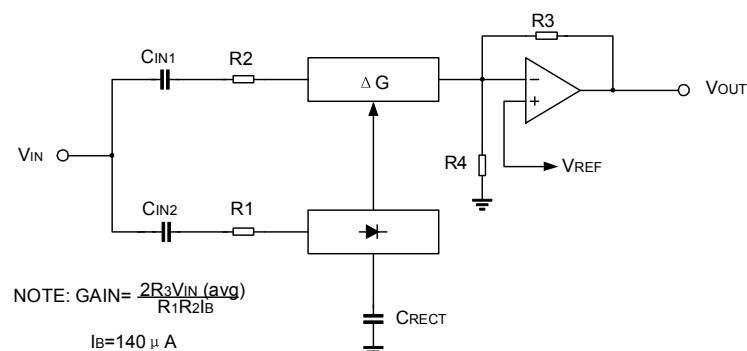 R3
CIN1
R2
ΔG
−
+
VOUT
VIN
R4
VREF
CIN2
R1
NOTE: GAIN= 2R3VIN (avg)
R1R2IB
CRECT
IB=140 μ A